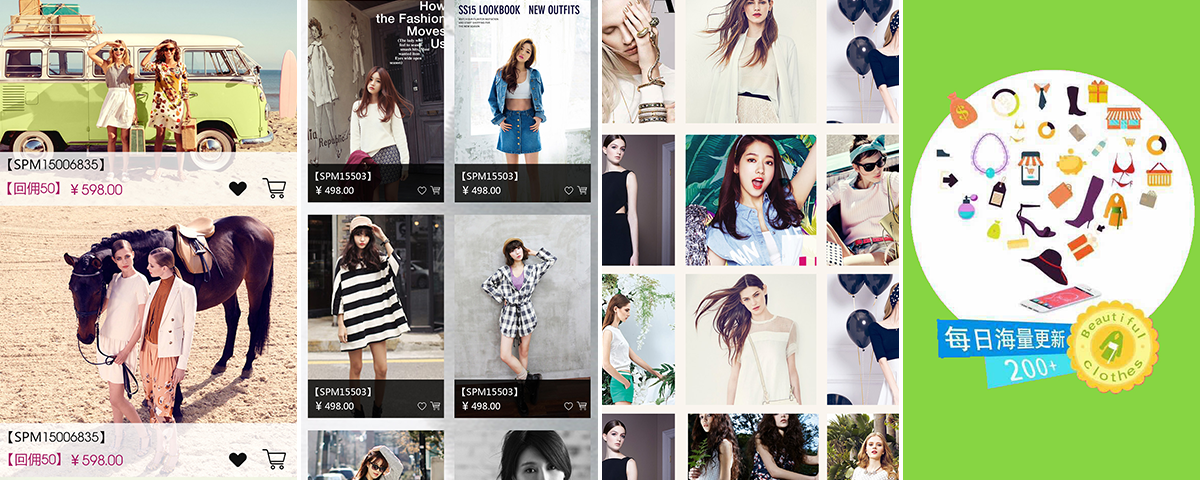 【SPM15006835】
【回佣50】￥598.00
【SPM15006835】
【回佣50】￥598.00
How
the Fashion
Moves
Us
【SPM15503】
￥498.00
SS15 LOOKBOOK NEW OUTFITS
【SPM15503】
￥498.00
【SPM15503】
￥498.00
【SPM15503】
￥498.00
每日海量更新
200+
Beautiful
clothes